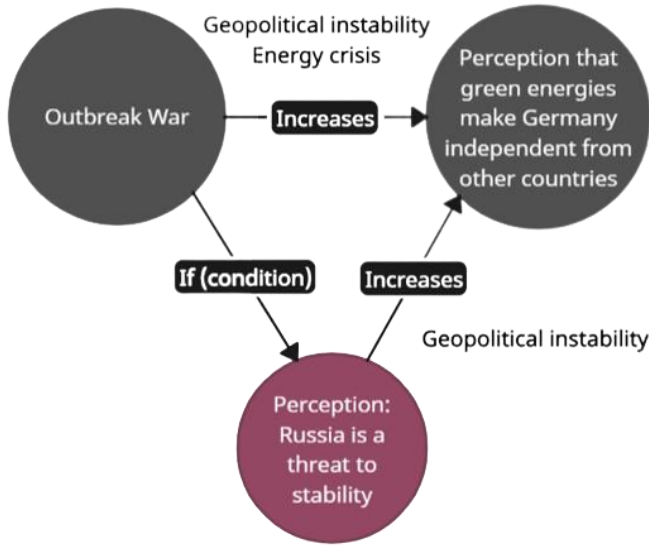 Geopolitical instability
Energy crisis
Outbreak War
Increases
Perception that
green energies
make Germany
independent from
other countries
If (condition)
Increases
Geopolitical instability
Perception:
Russia is a
threat to
stability